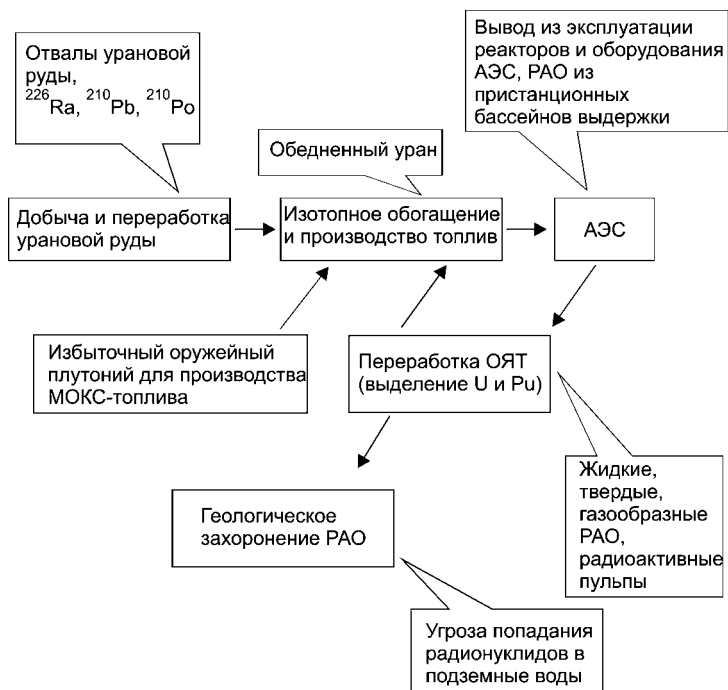 Отвалы урановой
руды,
²²⁶Ra, ²¹⁰Pb, ²¹⁰Po
Вывод из эксплуатации
реакторов и оборудования
АЭС, РАО из
пристанционных
бассейнов выдержки
Обедненный уран
Добыча и переработка
урановой руды
Изотопное обогащение
и производство топлив
АЭС
Избыточный оружейный
плутоний для производства
МОКС-топлива
Переработка ОЯТ
(выделение U и Pu)
Жидкие,
твердые,
газообразные
РАО,
радиоактивные
пульпы
Геологическое
захоронение РАО
Угроза попадания
радионуклидов в
подземные воды